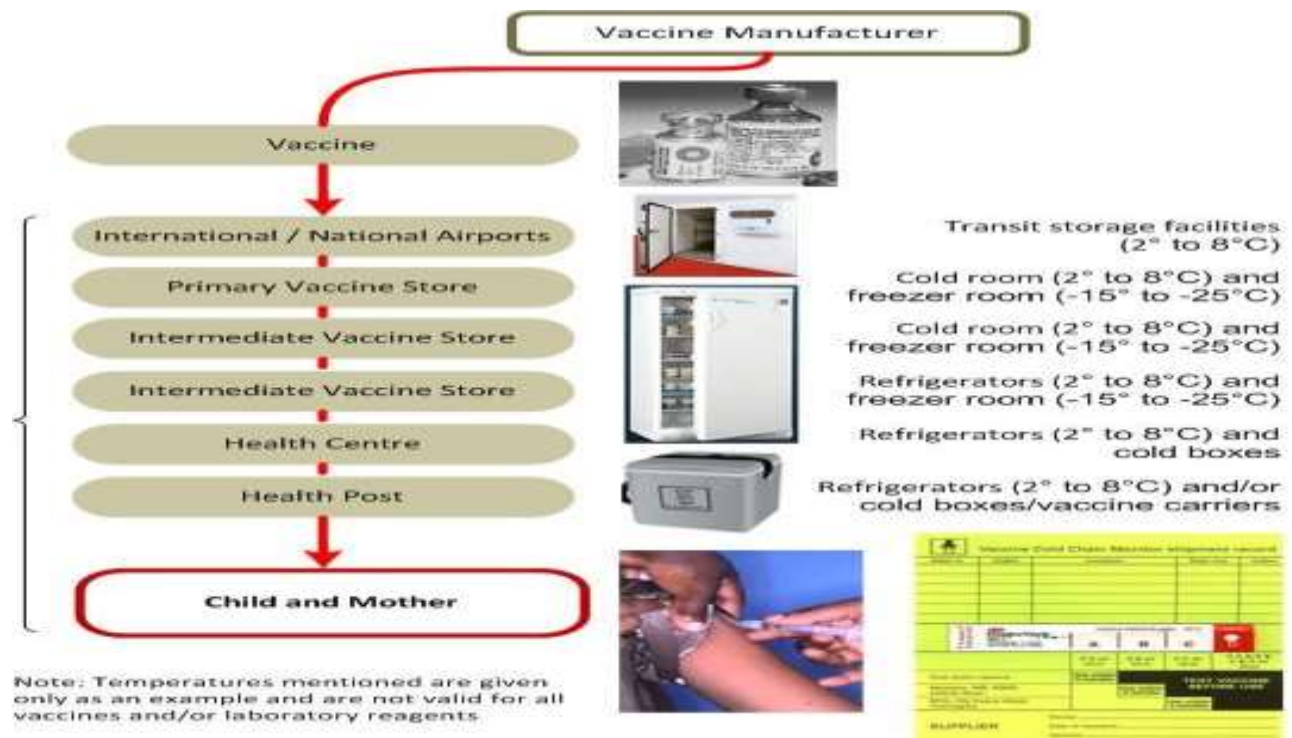 Vaccine Manufacturer
Vaccine
International / National Airports
Transit storage facilities
(2° to 8°C)
Primary Vaccine Store
Cold room (2° to 8°C) and
freezer room (-15° to -25°C)
Intermediate Vaccine Store
Cold room (2° to 8°C) and
freezer room (-15° to -25°C)
Intermediate Vaccine Store
Refrigerators (2° to 8°C) and
freezer room (-15° to -25°C)
Health Centre
Refrigerators (2° to 8°C) and
cold boxes
Health Post
Refrigerators (2° to 8°C) and/or
cold boxes/vaccine carriers
Child and Mother
Note: Temperatures mentioned are given
only as an example and are not valid for all
vaccines and/or laboratory reagents
Vaccine Cold Chain Monitor shipment record
A B C
TEST VACCINE
BEFORE USE
SUPPLIER